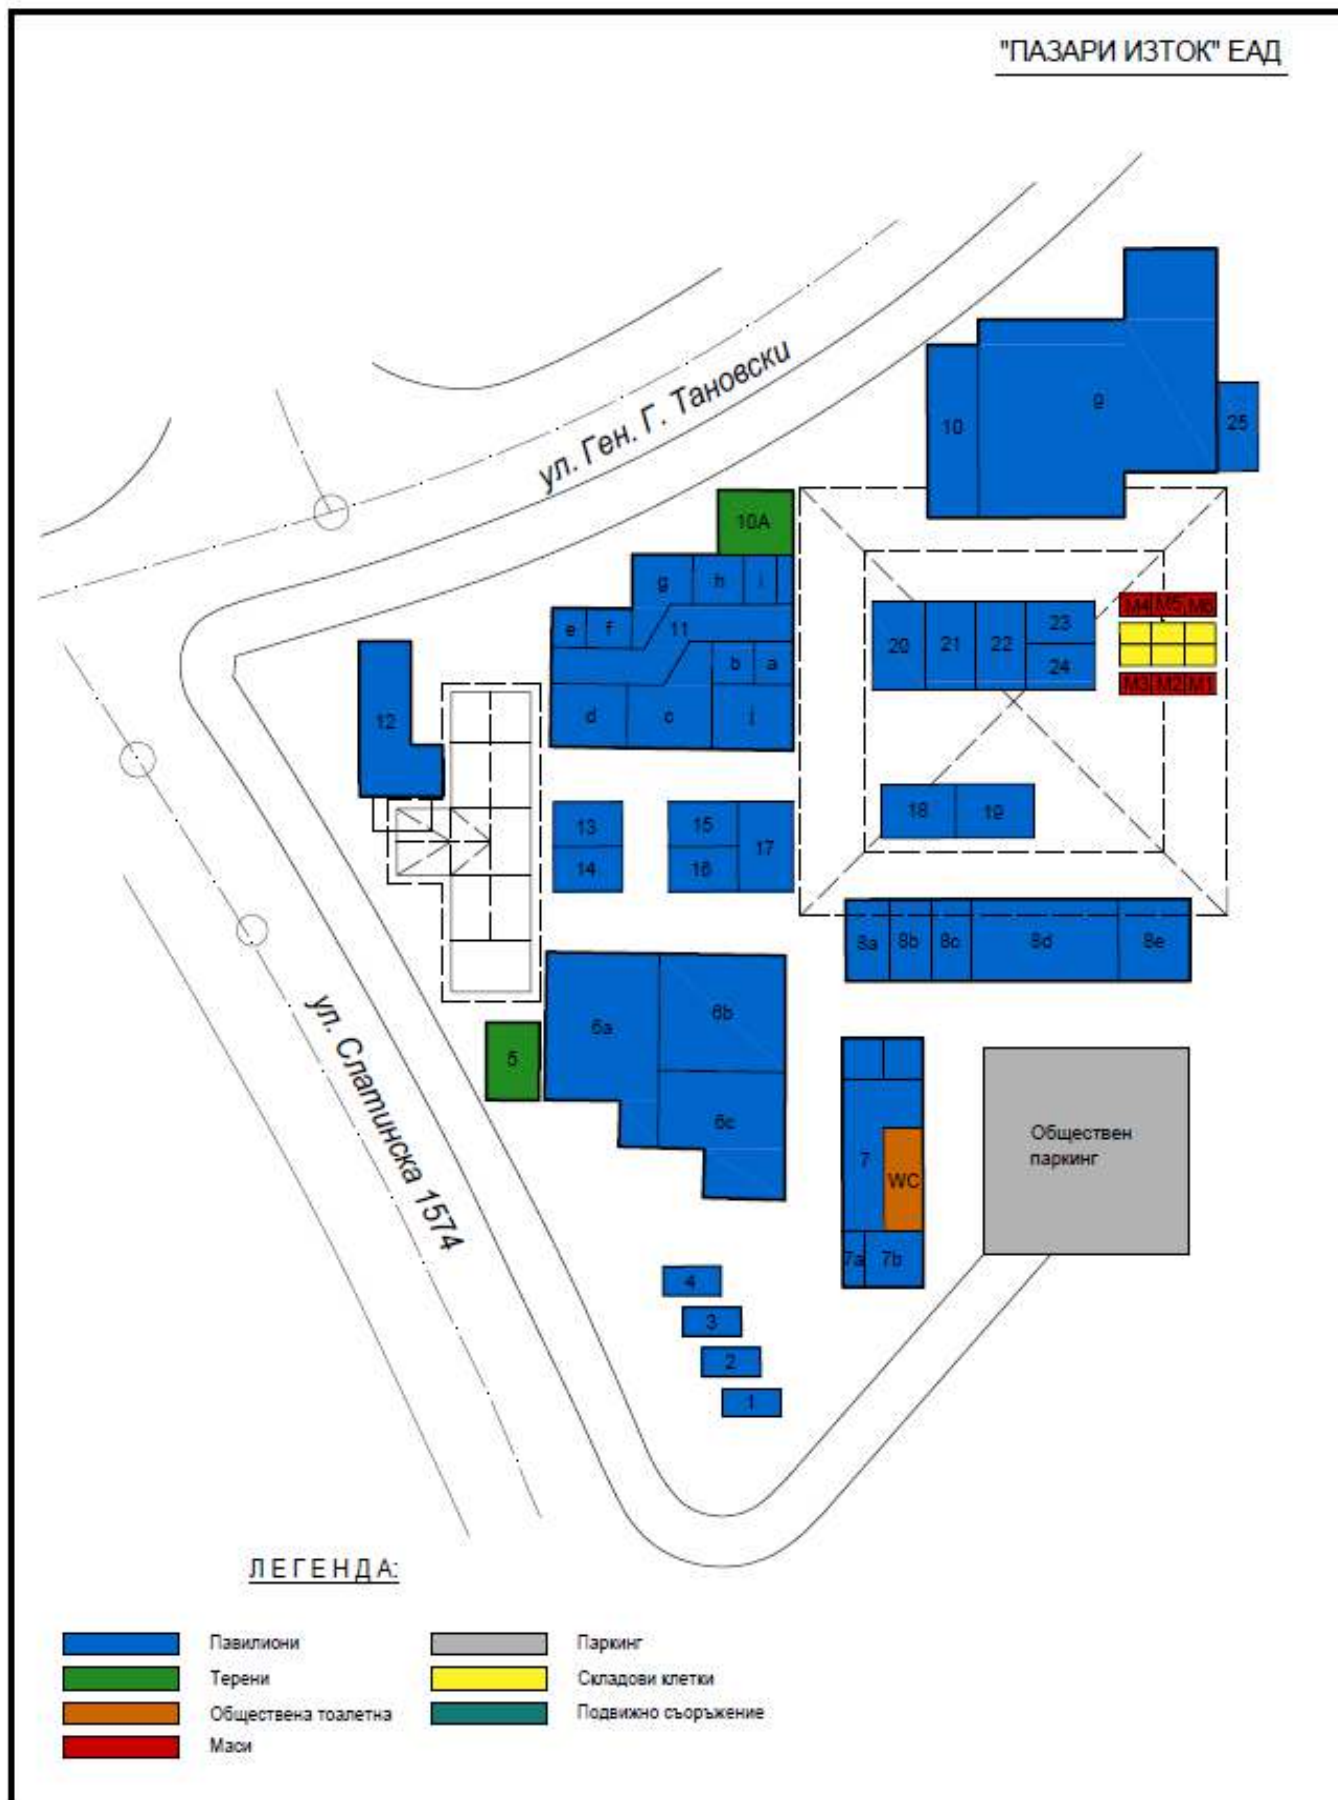 "ПАЗАРИ ИЗТОК" ЕАД
ул. Ген. Г. Тановски
9
10
25
10A
g
h
i
e
f
11
b
a
d
c
j
12
20
21
22
23
24
M4 M5 M6
M3 M2 M1
13
14
15
16
17
18
19
8a
8b
8c
8d
8e
6a
6b
6c
5
ул. Слатинска 1574
7
WC
7a
7b
Обществен
паркинг
4
3
2
1
ЛЕГЕНДА:
Павилиони
Терени
Обществена тоалетна
Маси
Паркинг
Складови клетки
Подвижно съоръжение